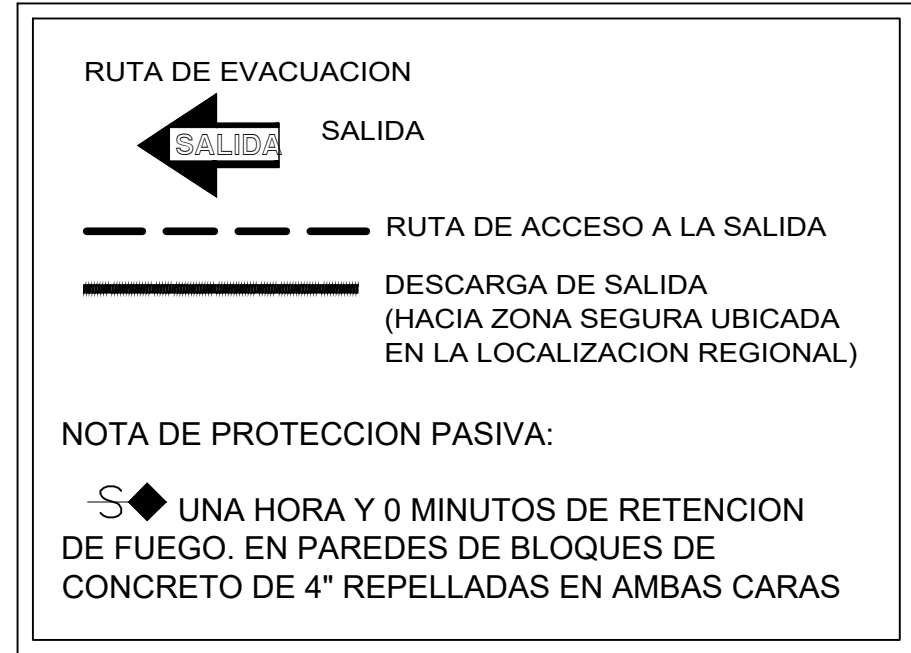 RUTA DE EVACUACION
SALIDA
SALIDA
RUTA DE ACCESO A LA SALIDA
DESCARGA DE SALIDA
(HACIA ZONA SEGURA UBICADA
EN LA LOCALIZACION REGIONAL)
NOTA DE PROTECCION PASIVA:
S UNA HORA Y 0 MINUTOS DE RETENCION
DE FUEGO. EN PAREDES DE BLOQUES DE
CONCRETO DE 4" REPELLADAS EN AMBAS CARAS